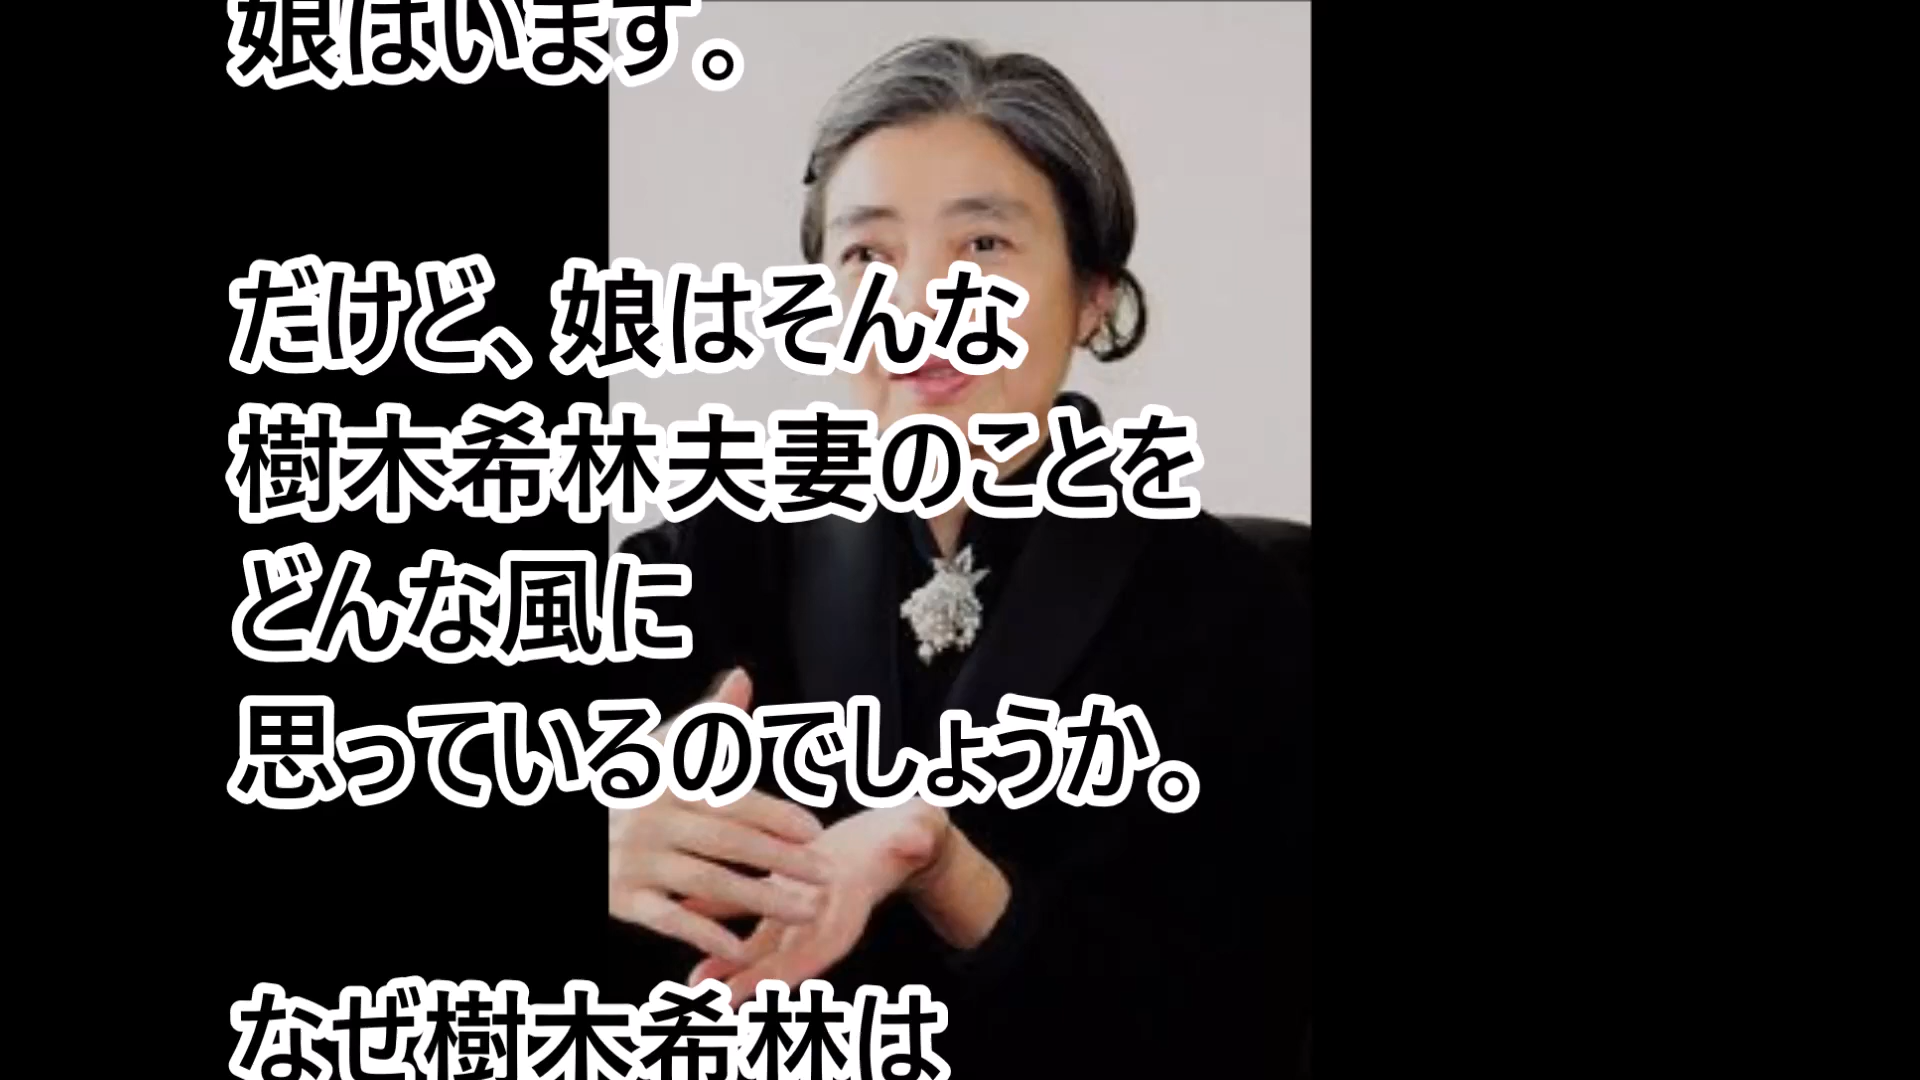 娘はいます。
だけど、娘はそんな
樹木希林夫妻のことを
どんな風に
思っているのでしょうか。
なぜ樹木希林は